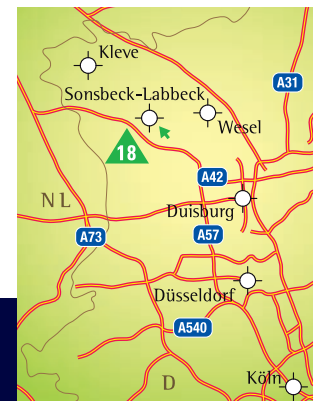 Kleve
A31
Sonsbeck-Labbeck
Wesel
18
A42
NL
Duisburg
A73
A57
Düsseldorf
A540
D
Köln